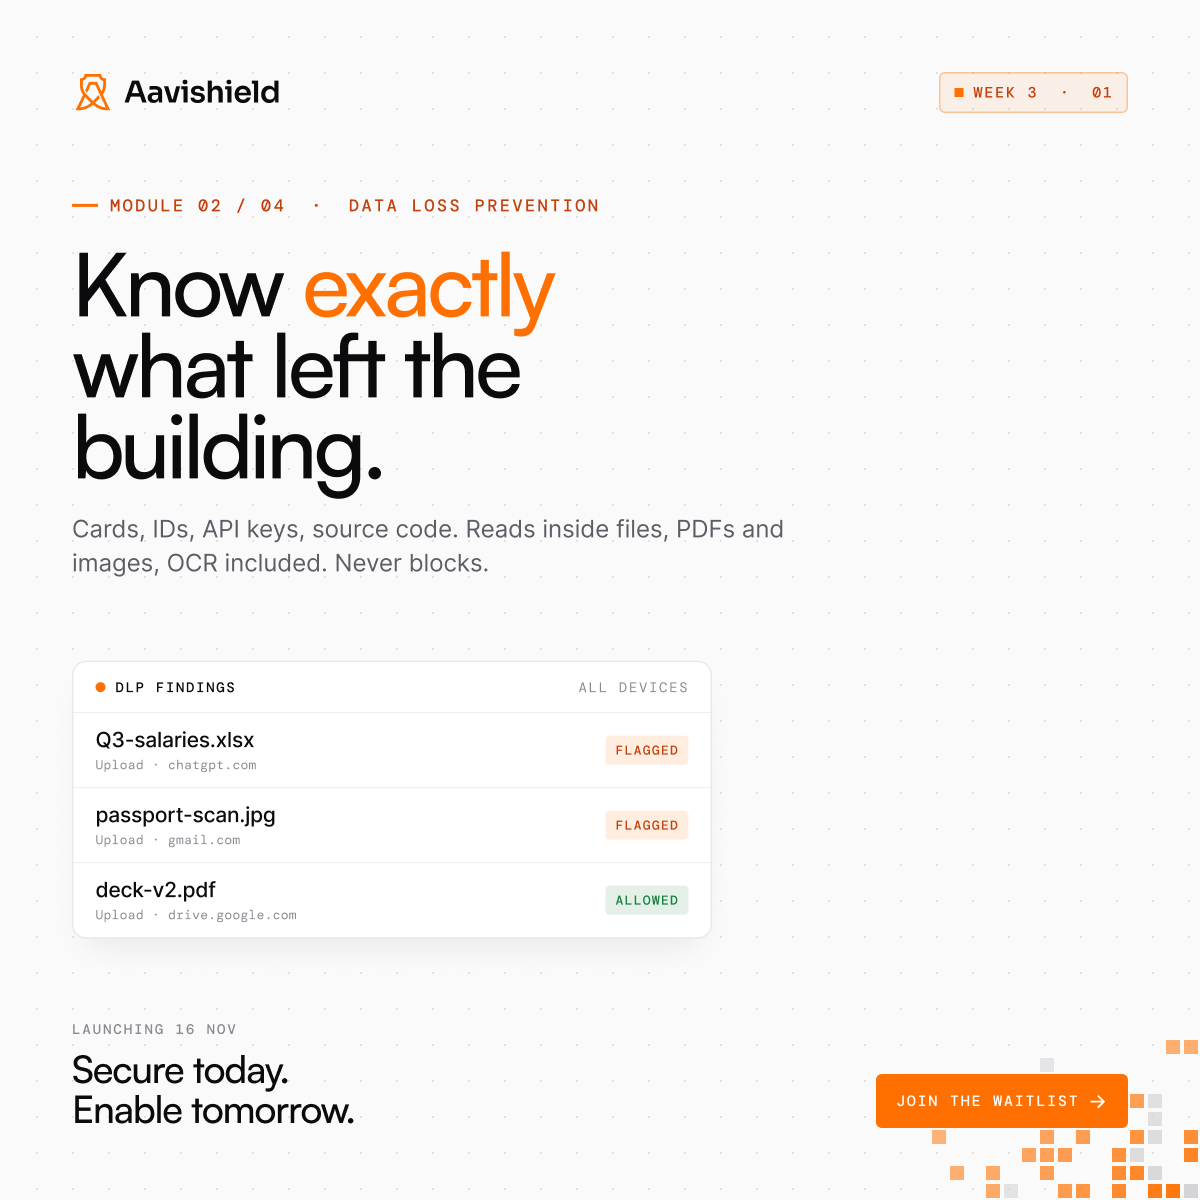 Aavishield
WEEK 3 · 01
MODULE 02 / 04 · DATA LOSS PREVENTION
Know exactly
what left the
building.
Cards, IDs, API keys, source code. Reads inside files, PDFs and
images, OCR included. Never blocks.
DLP FINDINGS
ALL DEVICES
Q3-salaries.xlsx
Upload · chatgpt.com
FLAGGED
passport-scan.jpg
Upload · gmail.com
FLAGGED
deck-v2.pdf
Upload · drive.google.com
ALLOWED
LAUNCHING 16 NOV
Secure today.
Enable tomorrow.
JOIN THE WAITLIST →